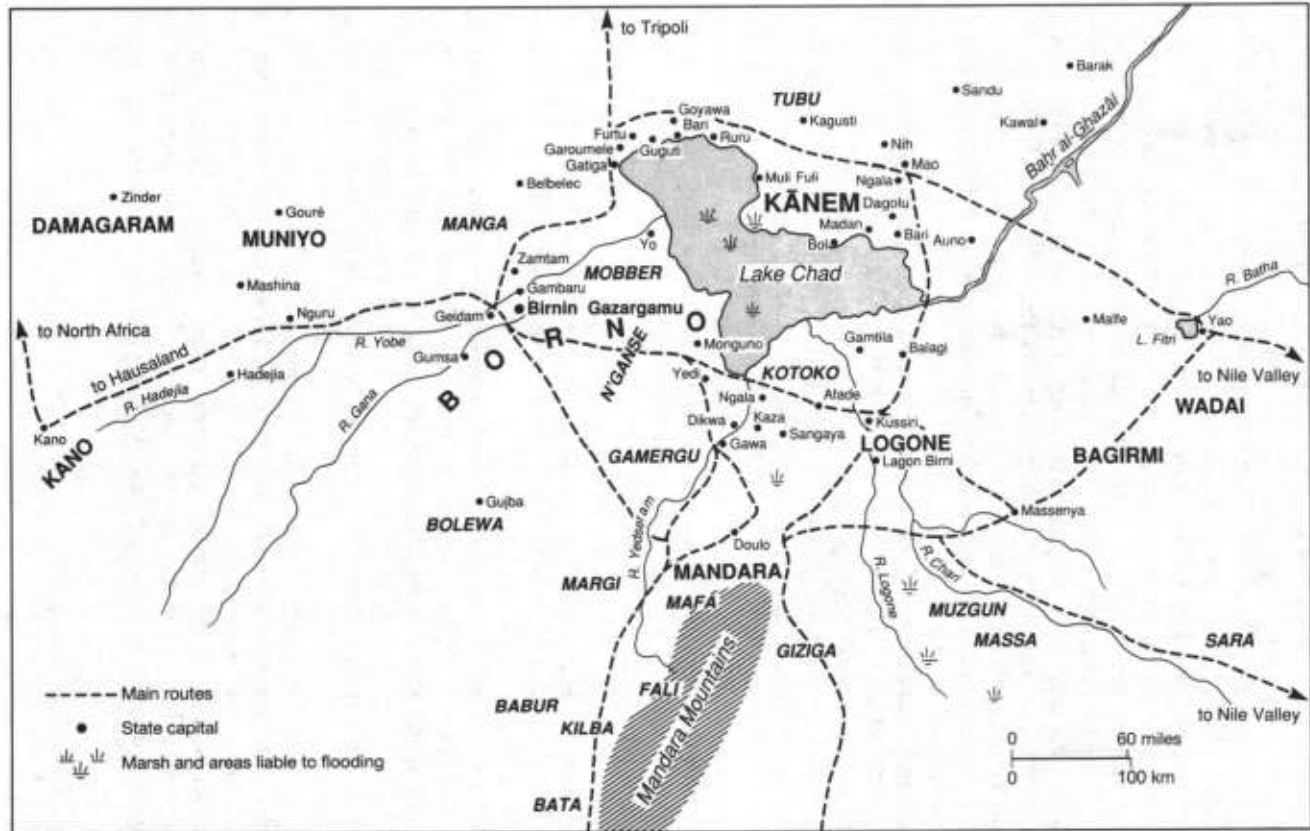 to Tripoli
Barak
Sandu
TUBU
Goyawa
Bari
Kagusti
Kawal
Furtu
Guguti
Ruru
Bahr al-Ghazāl
Garoumele
Nih
Gatiga
Mao
Belbelec
Muli Fuli
Ngala
Zinder
DAMAGARAM
Gouré
MUNIYO
MANGA
KĀNEM
Dagolu
Madan
Bol
Bari
Auno
Yo
Lake Chad
Zamtam
MOBBER
R. Batha
Mashina
Gambaru
Birnin Gazargamu
to North Africa
Nguru
Geidam
BORNO
Malfe
Yao
L. Fitri
R. Yobe
Monguno
Gamtila
Balagi
to Hausaland
Gumsa
N'GANSE
KOTOKO
to Nile Valley
R. Hadejia
Hadejia
Yedi
WADAI
R. Gana
Ngala
Afade
Kano
KANO
Dikwa
Kaza
Sangaya
Kussiri
Gawa
LOGONE
GAMERGU
Lagon Birni
BAGIRMI
Gujba
BOLEWA
R. Yedseram
Massenya
Doulo
MARGI
MANDARA
R. Logone
R. Chari
MAFÁ
MUZGUN
MASSA
SARA
GIZIGA
Mandara Mountains
FALI
Main routes
BABUR
State capital
KILBA
to Nile Valley
Marsh and areas liable to flooding
0 60 miles
0 100 km
BATA